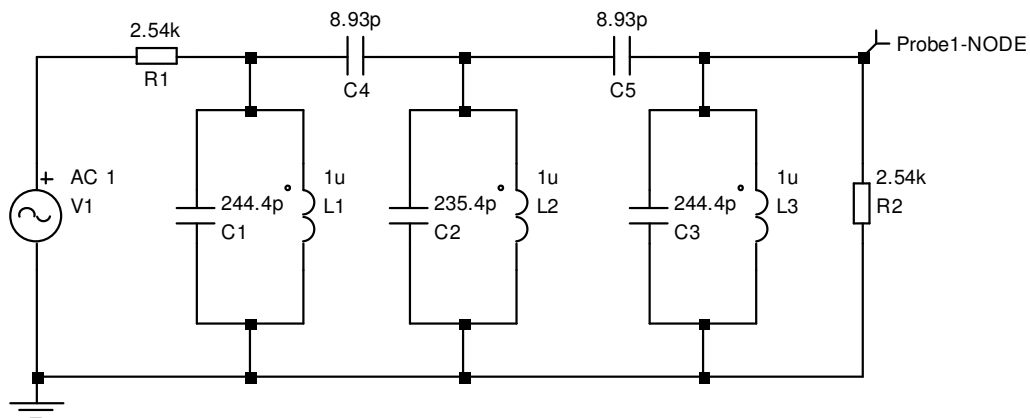 8.93p
8.93p
2.54k
Probe1-NODE
R1
C4
C5
AC 1
V1
1u
1u
1u
2.54k
244.4p
L1
235.4p
L2
244.4p
L3
R2
C1
C2
C3